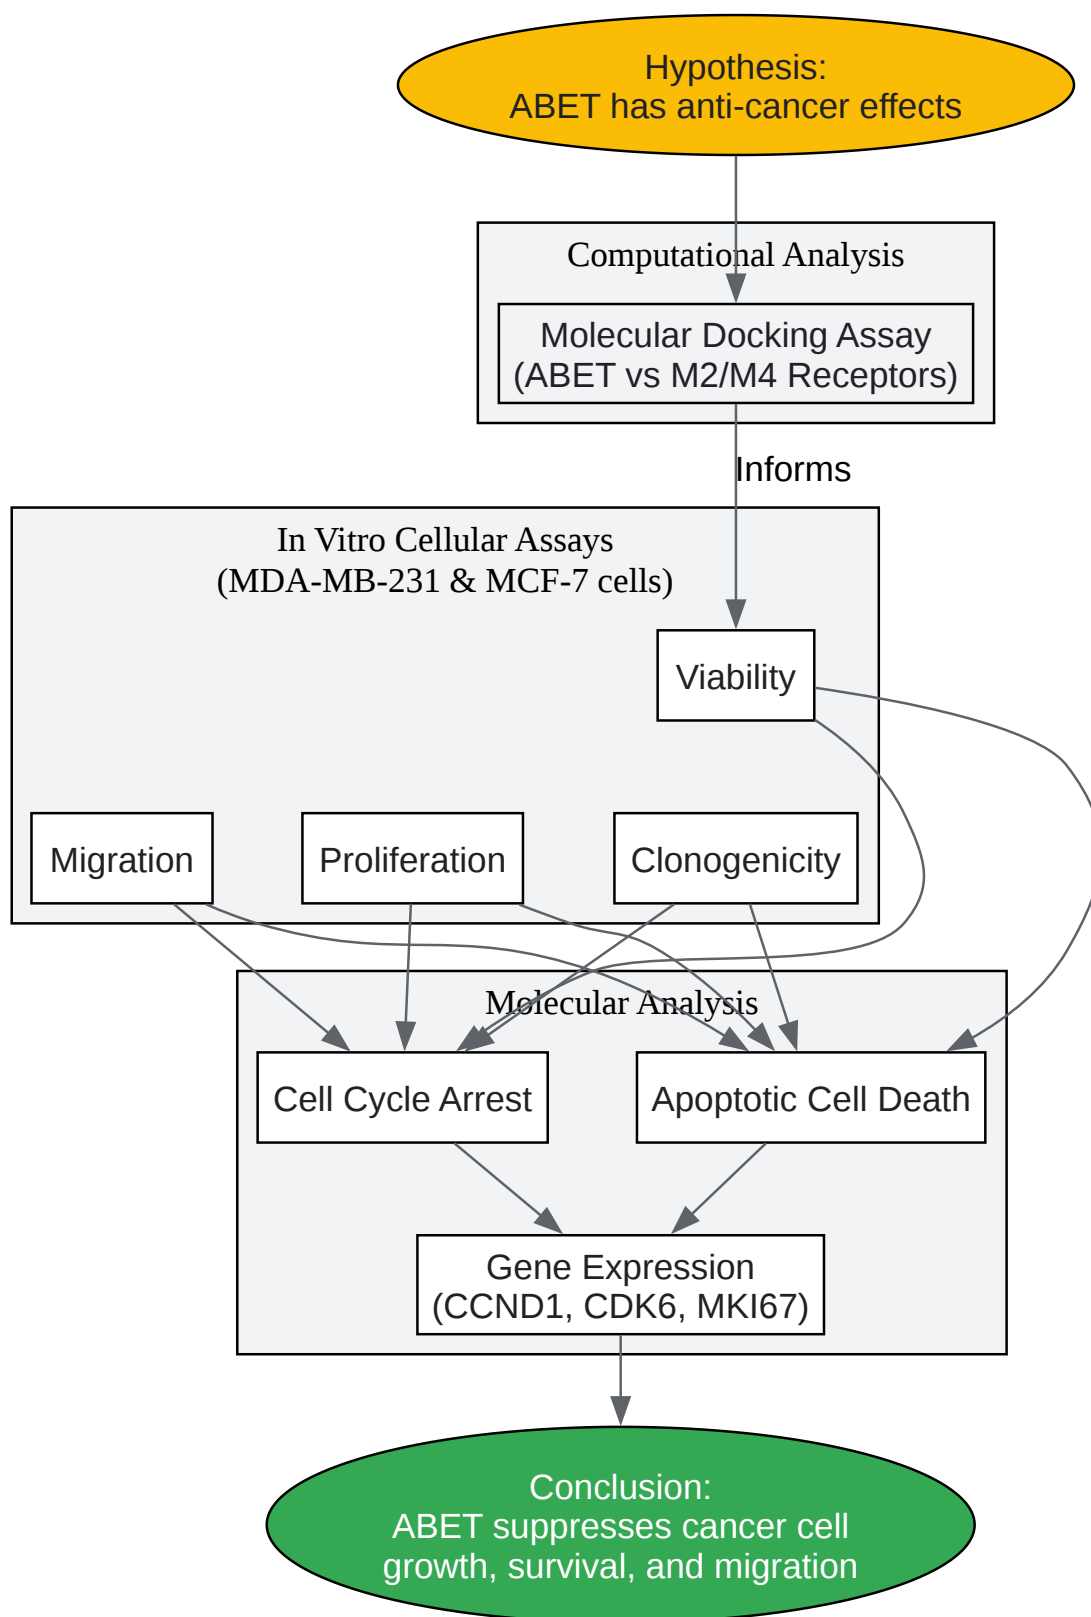 Hypothesis:
ABET has anti-cancer effects
Computational Analysis
Molecular Docking Assay
(ABET vs M2/M4 Receptors)
Informs
In Vitro Cellular Assays
(MDA-MB-231 & MCF-7 cells)
Viability
Migration
Proliferation
Clonogenicity
Molecular Analysis
Cell Cycle Arrest
Apoptotic Cell Death
Gene Expression
(CCND1, CDK6, MKI67)
Conclusion:
ABET suppresses cancer cell
growth, survival, and migration